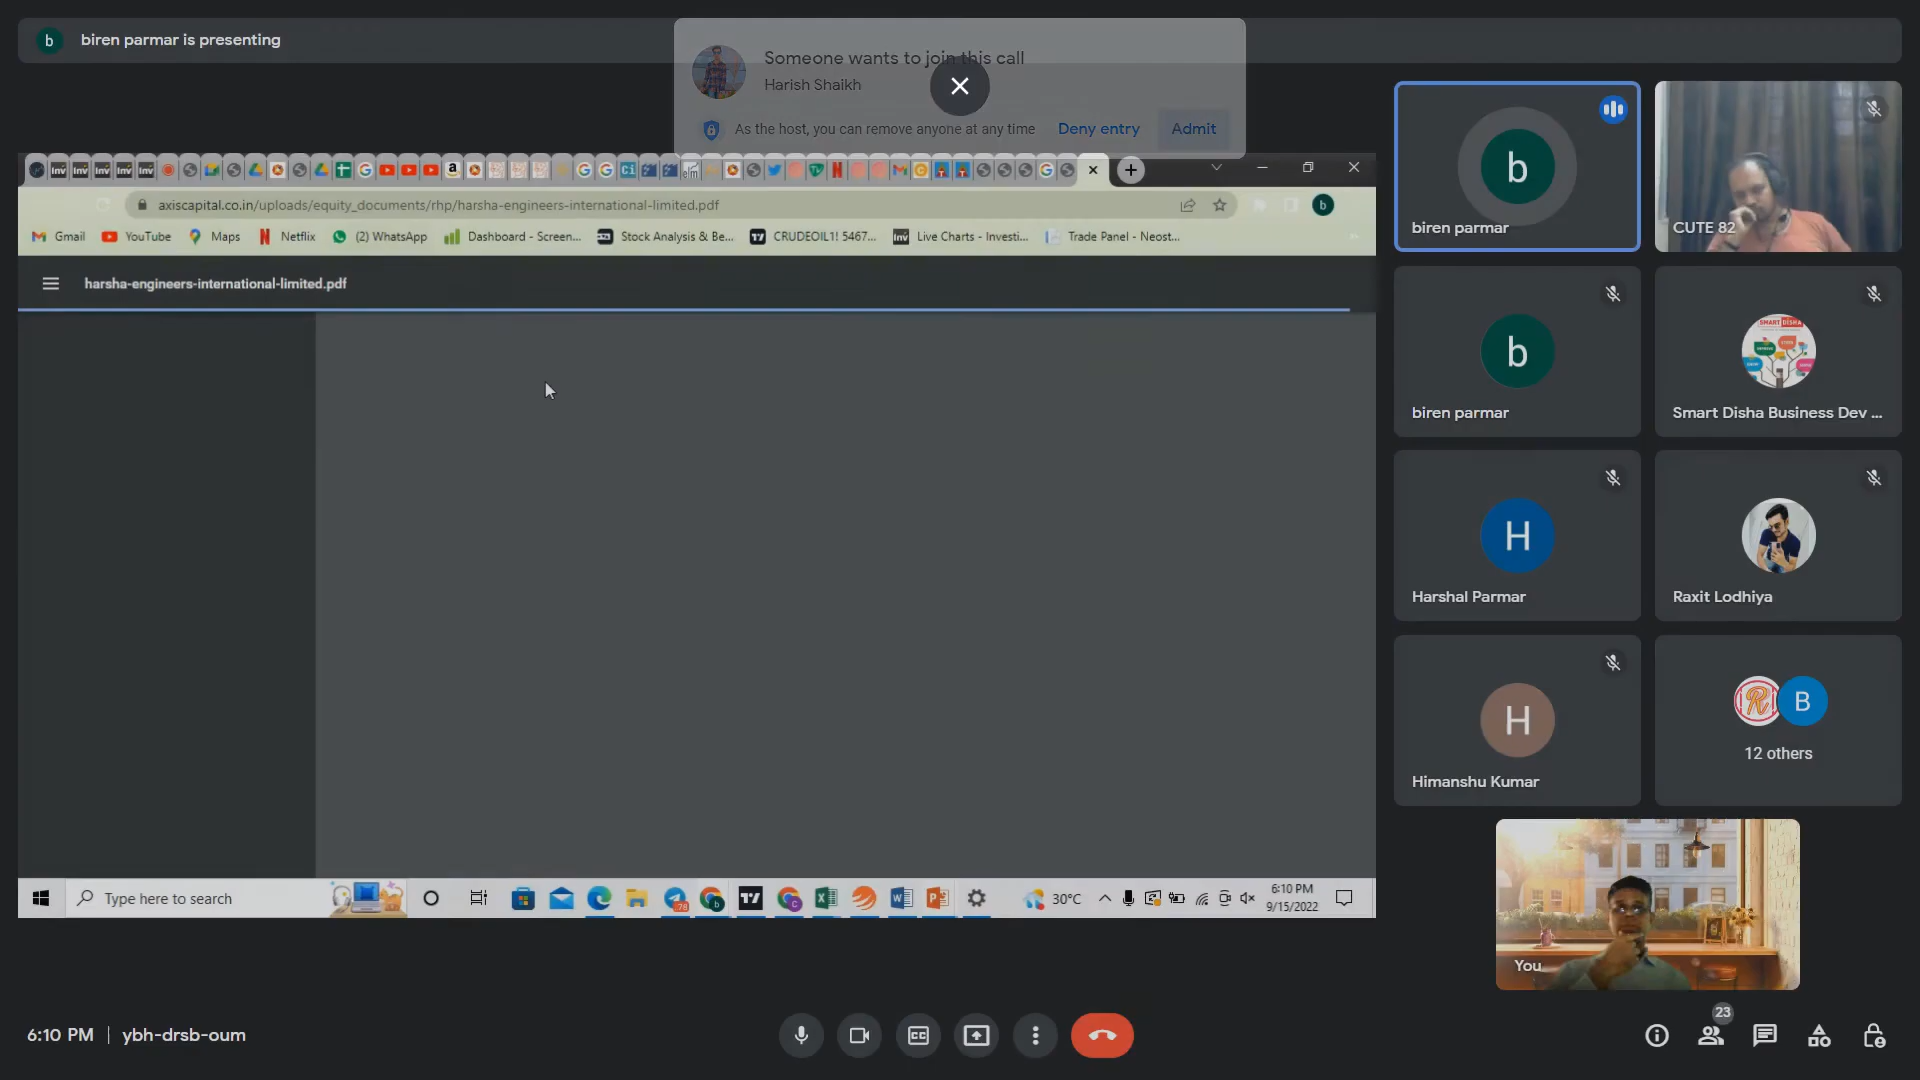 b biren parmar is presenting
Someone wants to join this call
Harish Shaikh
As the host, you can remove anyone at any time Deny entry Admit
axiscapital.co.in/uploads/equity_documents/rhp/harsha-engineers-international-limited.pdf b
Gmail YouTube Maps Netflix (2) WhatsApp Dashboard - Screen... Stock Analysis & Be... CRUDEOIL1! 5467... Live Charts - Investi... Trade Panel - Neost...
harsha-engineers-international-limited.pdf
b
biren parmar
CUTE 82
b
biren parmar
SMART DISHA
Smart Disha Business Dev ...
H
Harshal Parmar
Raxit Lodhiya
H
Himanshu Kumar
R B
12 others
Type here to search
30°C
6:10 PM
9/15/2022
You
6:10 PM | ybh-drsb-oum
23